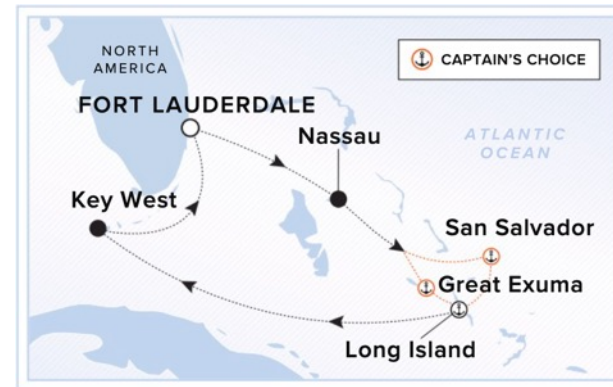 NORTH
AMERICA
CAPTAIN'S CHOICE
FORT LAUDERDALE
Nassau
ATLANTIC
OCEAN
Key West
San Salvador
Great Exuma
Long Island